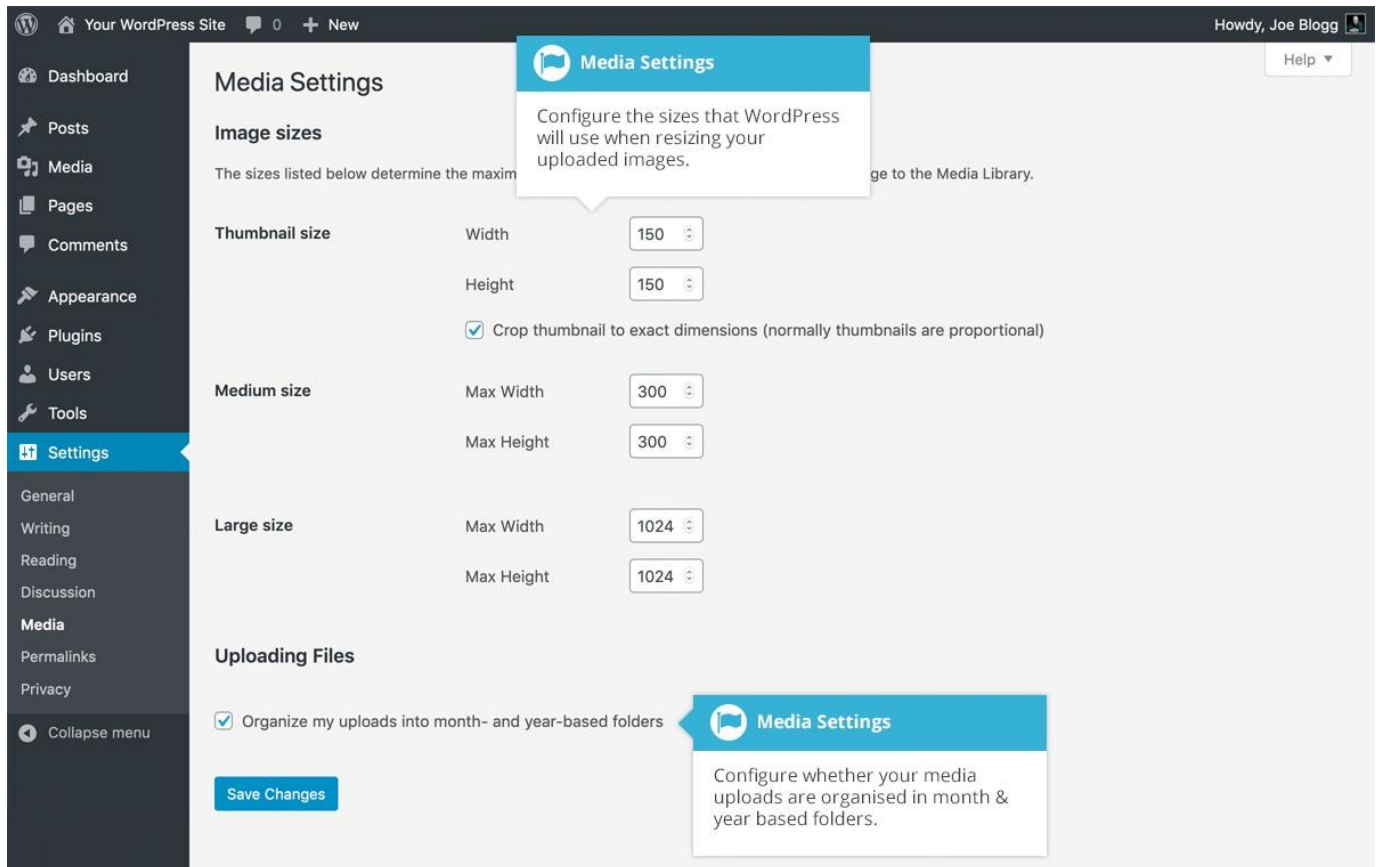 Your WordPress Site 0 New Howdy, Joe Blogg
Help
Dashboard
Posts
Media
Pages
Comments
Appearance
Plugins
Users
Tools
Settings
General
Writing
Reading
Discussion
Media
Permalinks
Privacy
Collapse menu
Media Settings
Media Settings
Configure the sizes that WordPress
will use when resizing your
uploaded images.
Image sizes
The sizes listed below determine the maxim ge to the Media Library.
Thumbnail size Width 150
Height 150
Crop thumbnail to exact dimensions (normally thumbnails are proportional)
Medium size Max Width 300
Max Height 300
Large size Max Width 1024
Max Height 1024
Uploading Files
Organize my uploads into month- and year-based folders
Media Settings
Configure whether your media
uploads are organised in month &
year based folders.
Save Changes